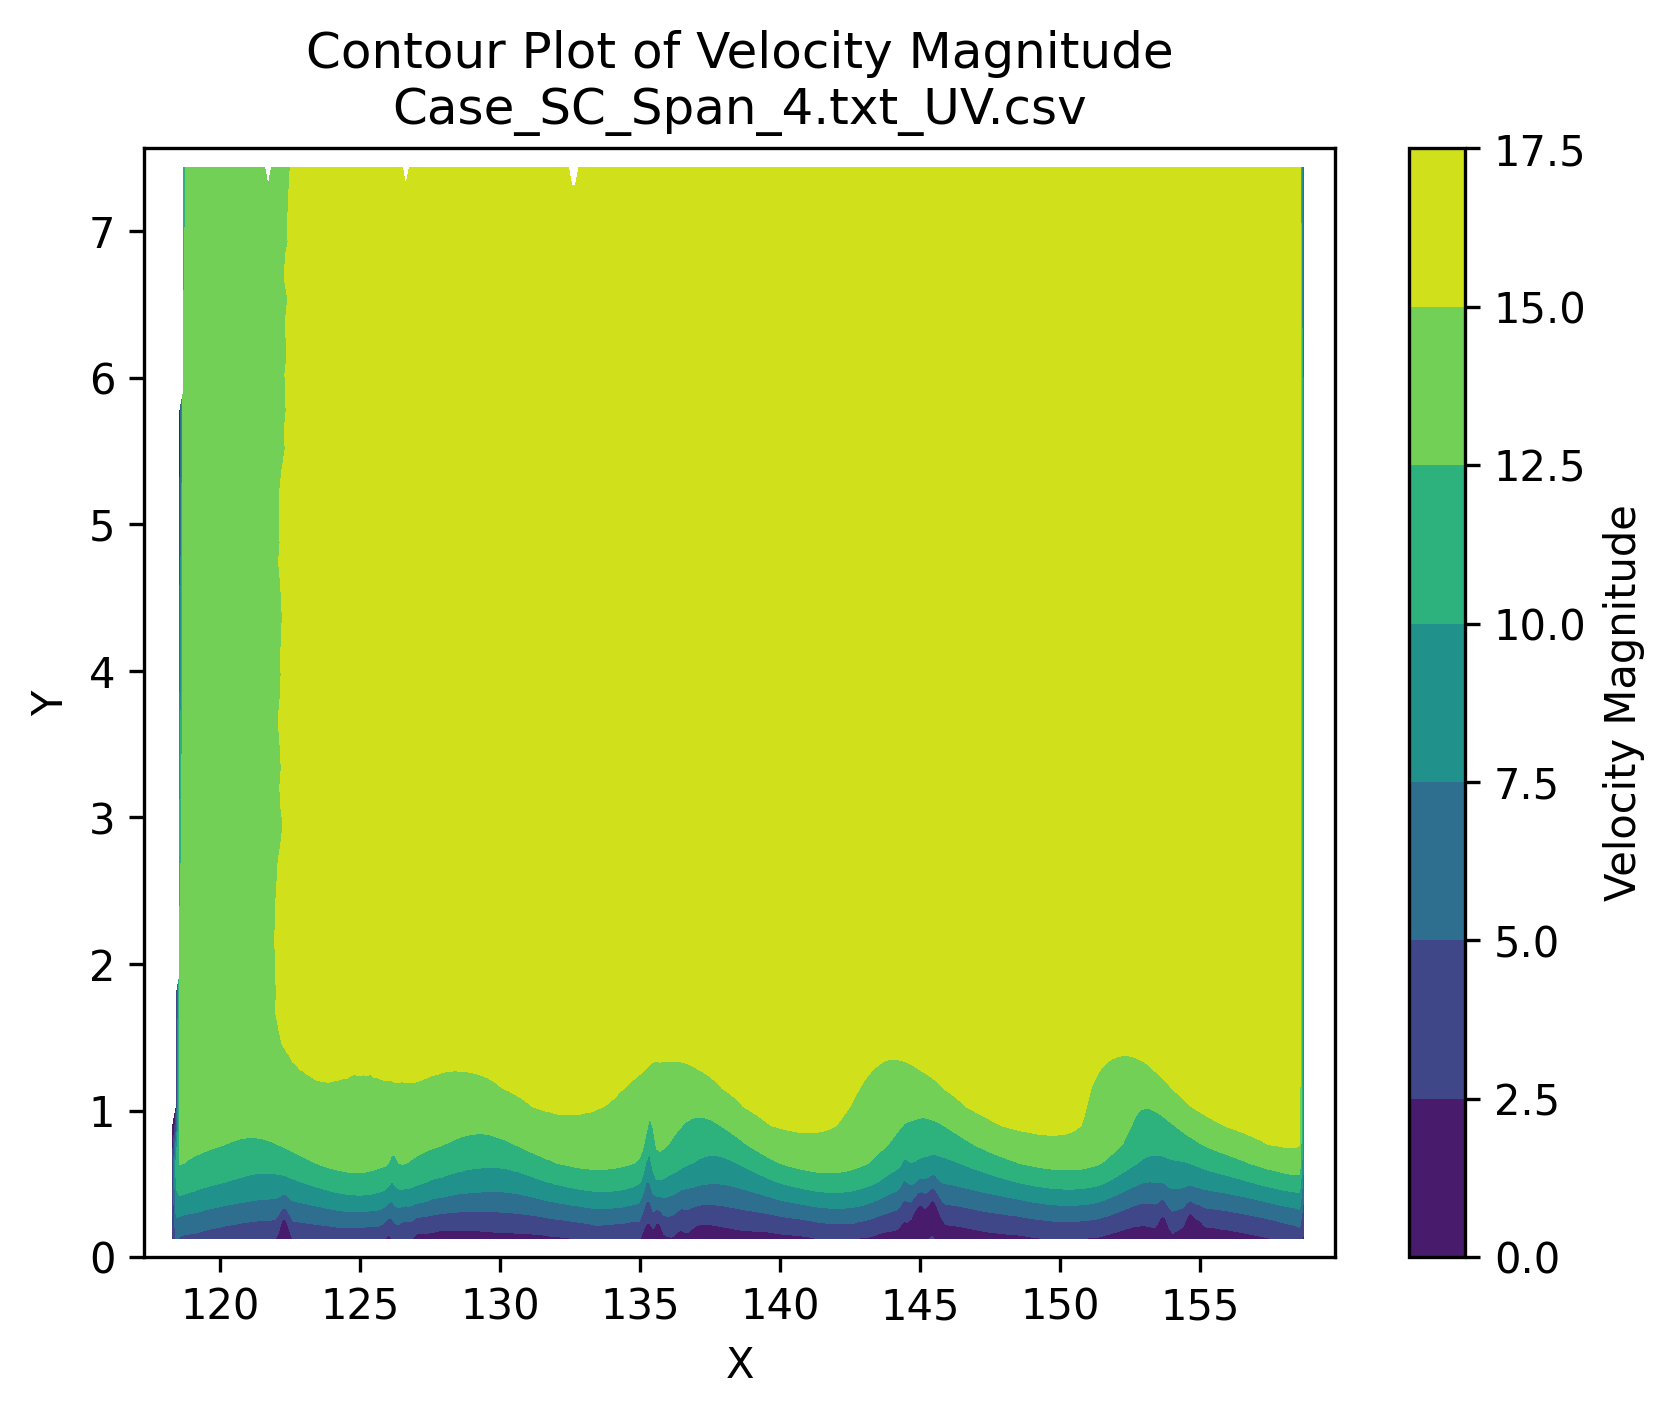 Contour Plot of Velocity Magnitude
Case_SC_Span_4.txt_UV.csv
7
6
5
4
3
2
1
0
Y
120 125 130 135 140 145 150 155
X
17.5
15.0
12.5
10.0
7.5
5.0
2.5
0.0
Velocity Magnitude